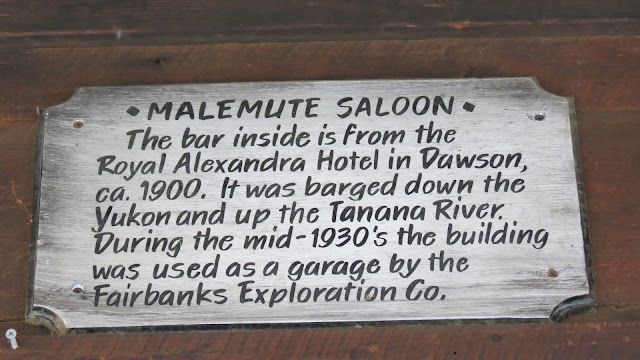 • MALEMUTE SALOON •
The bar inside is from the
Royal Alexandra Hotel in Dawson,
ca. 1900. It was barged down the
Yukon and up the Tanana River.
During the mid-1930's the building
was used as a garage by the
Fairbanks Exploration Co.